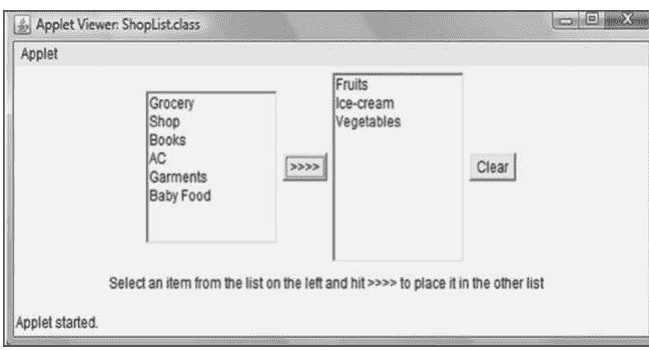 Applet Viewer: ShopList.class
Applet
Grocery
Shop
Books
AC
Garments
Baby Food
>>>>
Fruits
Ice-cream
Vegetables
Clear
Select an item from the list on the left and hit >>>> to place it in the other list
Applet started.